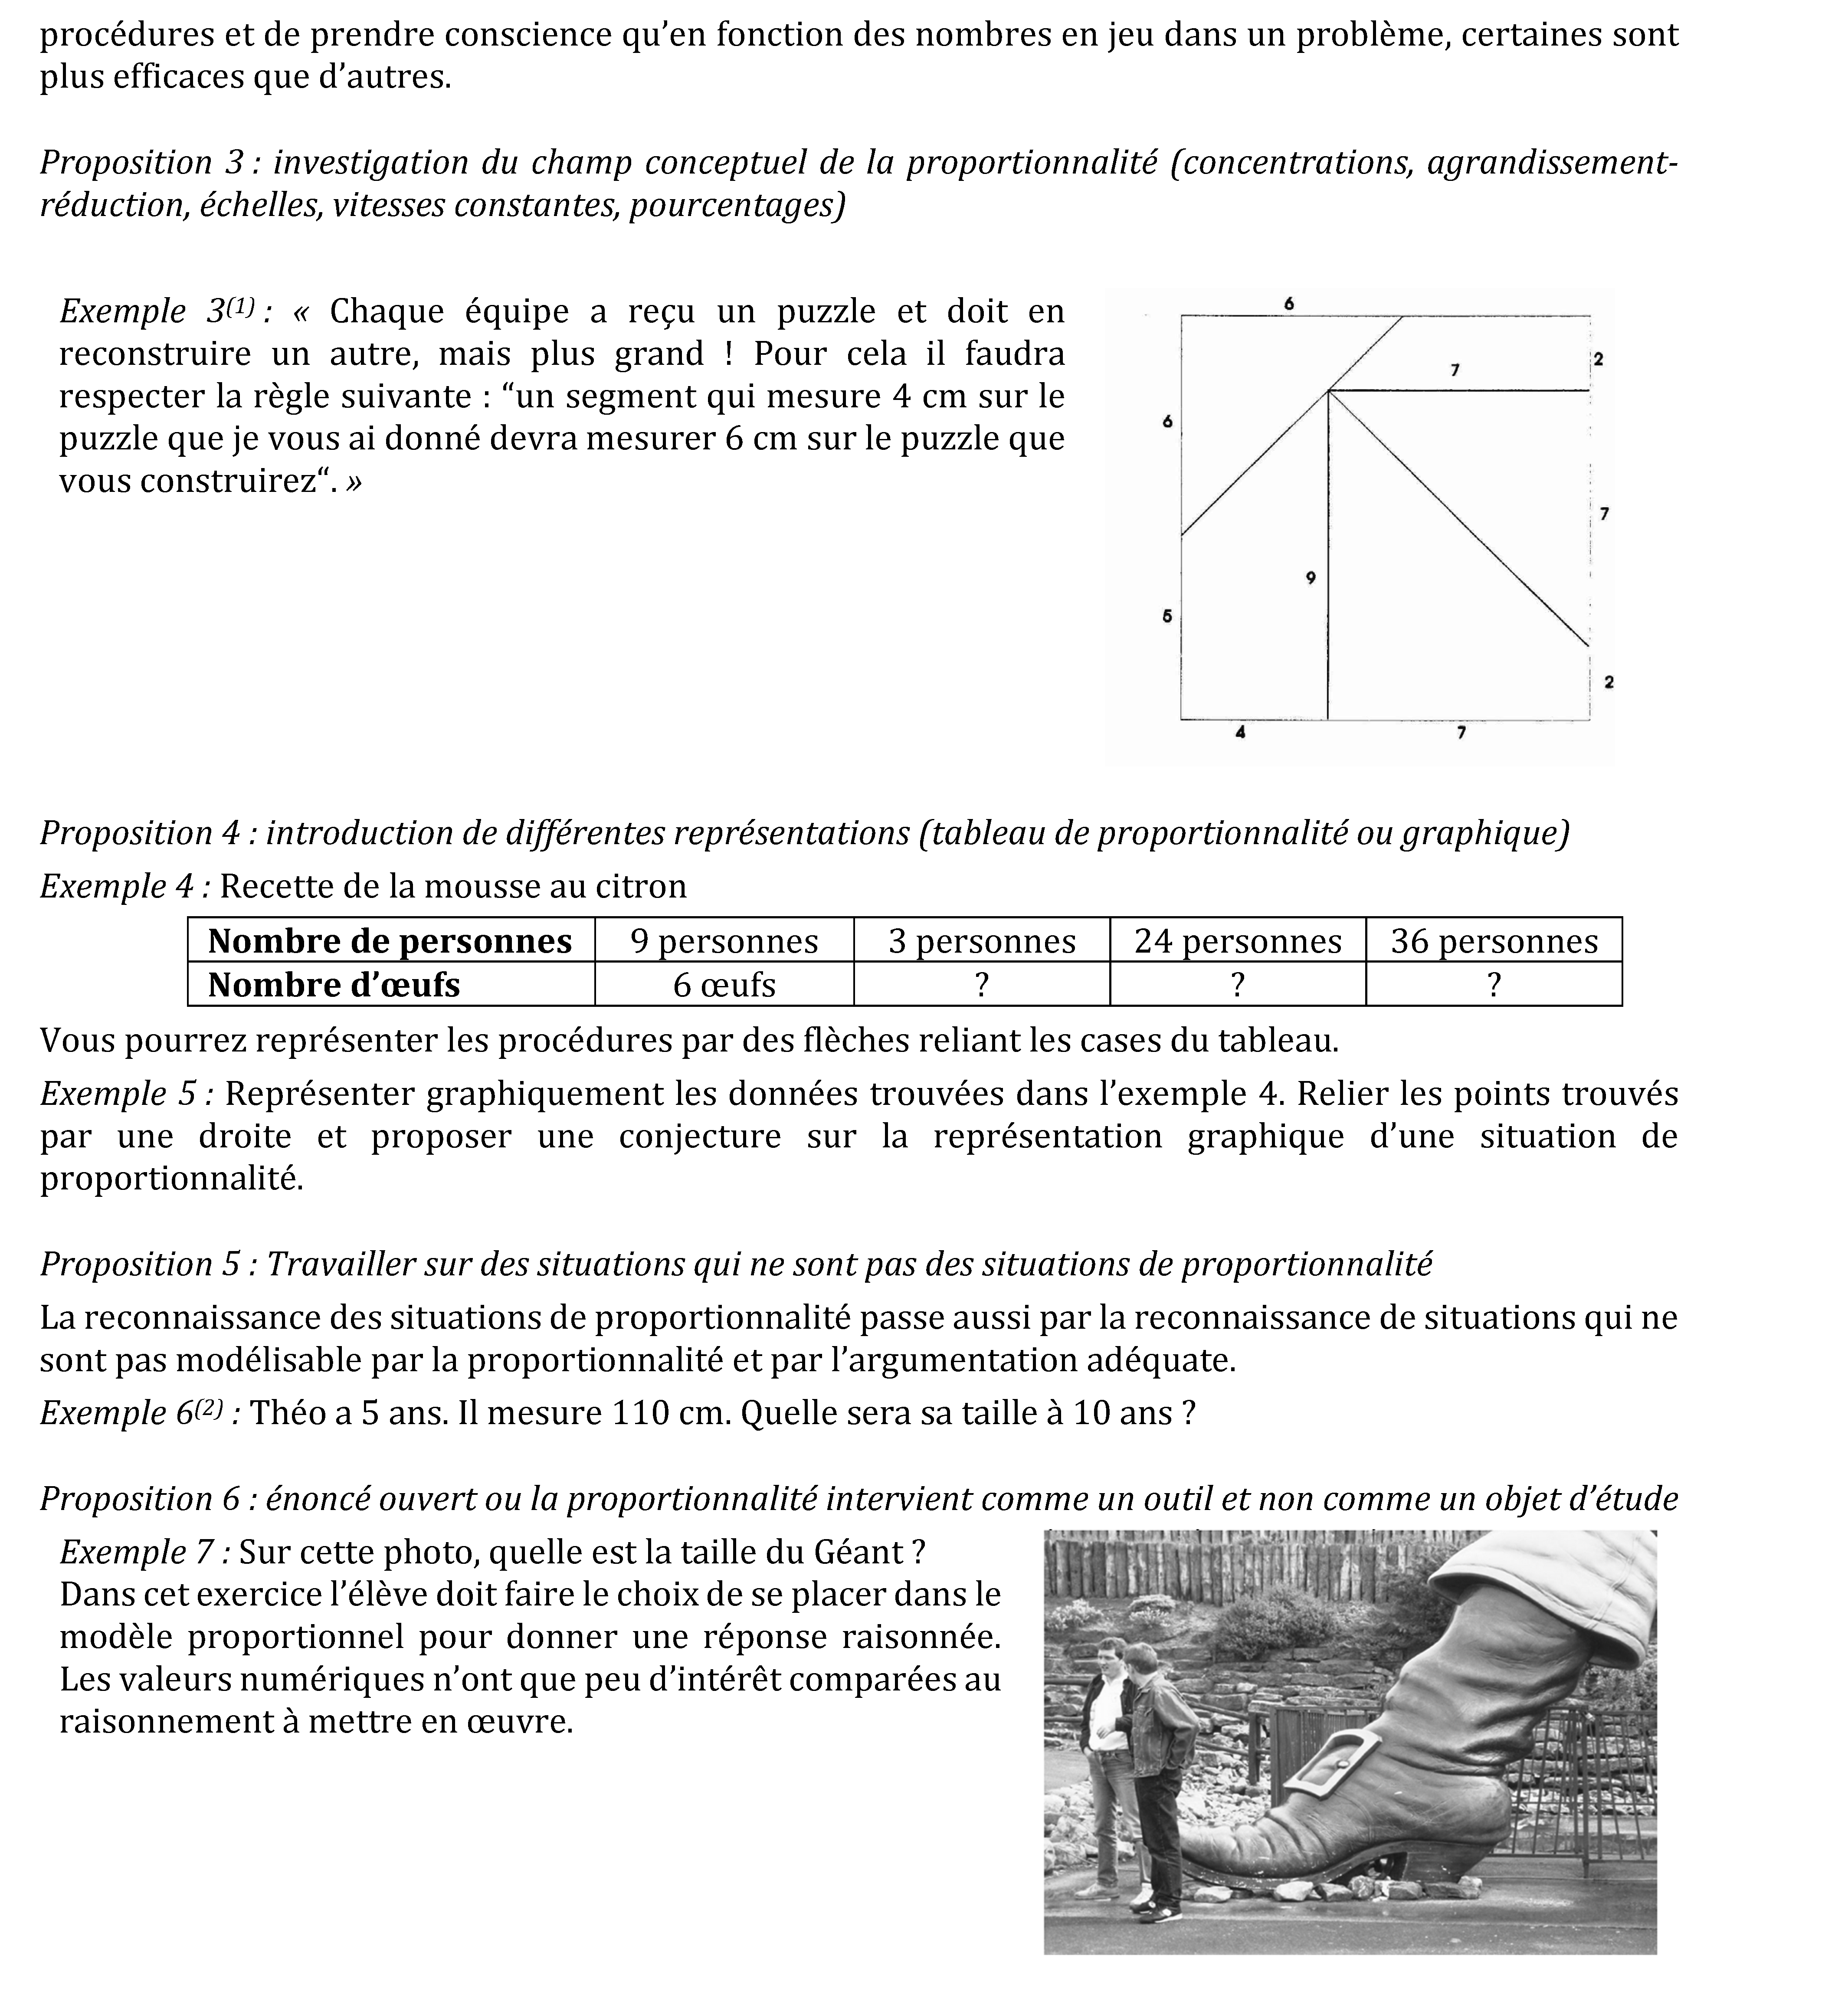 procédures et de prendre conscience qu’en fonction des nombres en jeu dans un problème, certaines sont
plus efficaces que d’autres.
Proposition 3 : investigation du champ conceptuel de la proportionnalité (concentrations, agrandissement-
réduction, échelles, vitesses constantes, pourcentages)
Exemple 3(1) : « Chaque équipe a reçu un puzzle et doit en
reconstruire un autre, mais plus grand ! Pour cela il faudra
respecter la règle suivante : “un segment qui mesure 4 cm sur le
puzzle que je vous ai donné devra mesurer 6 cm sur le puzzle que
vous construirez“. »
6
2
7
6
7
9
5
2
4
7
Proposition 4 : introduction de différentes représentations (tableau de proportionnalité ou graphique)
Exemple 4 : Recette de la mousse au citron
Nombre de personnes 9 personnes 3 personnes 24 personnes 36 personnes
Nombre d’œufs 6 œufs ? ? ?
Vous pourrez représenter les procédures par des flèches reliant les cases du tableau.
Exemple 5 : Représenter graphiquement les données trouvées dans l’exemple 4. Relier les points trouvés
par une droite et proposer une conjecture sur la représentation graphique d’une situation de
proportionnalité.
Proposition 5 : Travailler sur des situations qui ne sont pas des situations de proportionnalité
La reconnaissance des situations de proportionnalité passe aussi par la reconnaissance de situations qui ne
sont pas modélisable par la proportionnalité et par l’argumentation adéquate.
Exemple 6(2) : Théo a 5 ans. Il mesure 110 cm. Quelle sera sa taille à 10 ans ?
Proposition 6 : énoncé ouvert ou la proportionnalité intervient comme un outil et non comme un objet d’étude
Exemple 7 : Sur cette photo, quelle est la taille du Géant ?
Dans cet exercice l’élève doit faire le choix de se placer dans le
modèle proportionnel pour donner une réponse raisonnée.
Les valeurs numériques n’ont que peu d’intérêt comparées au
raisonnement à mettre en œuvre.